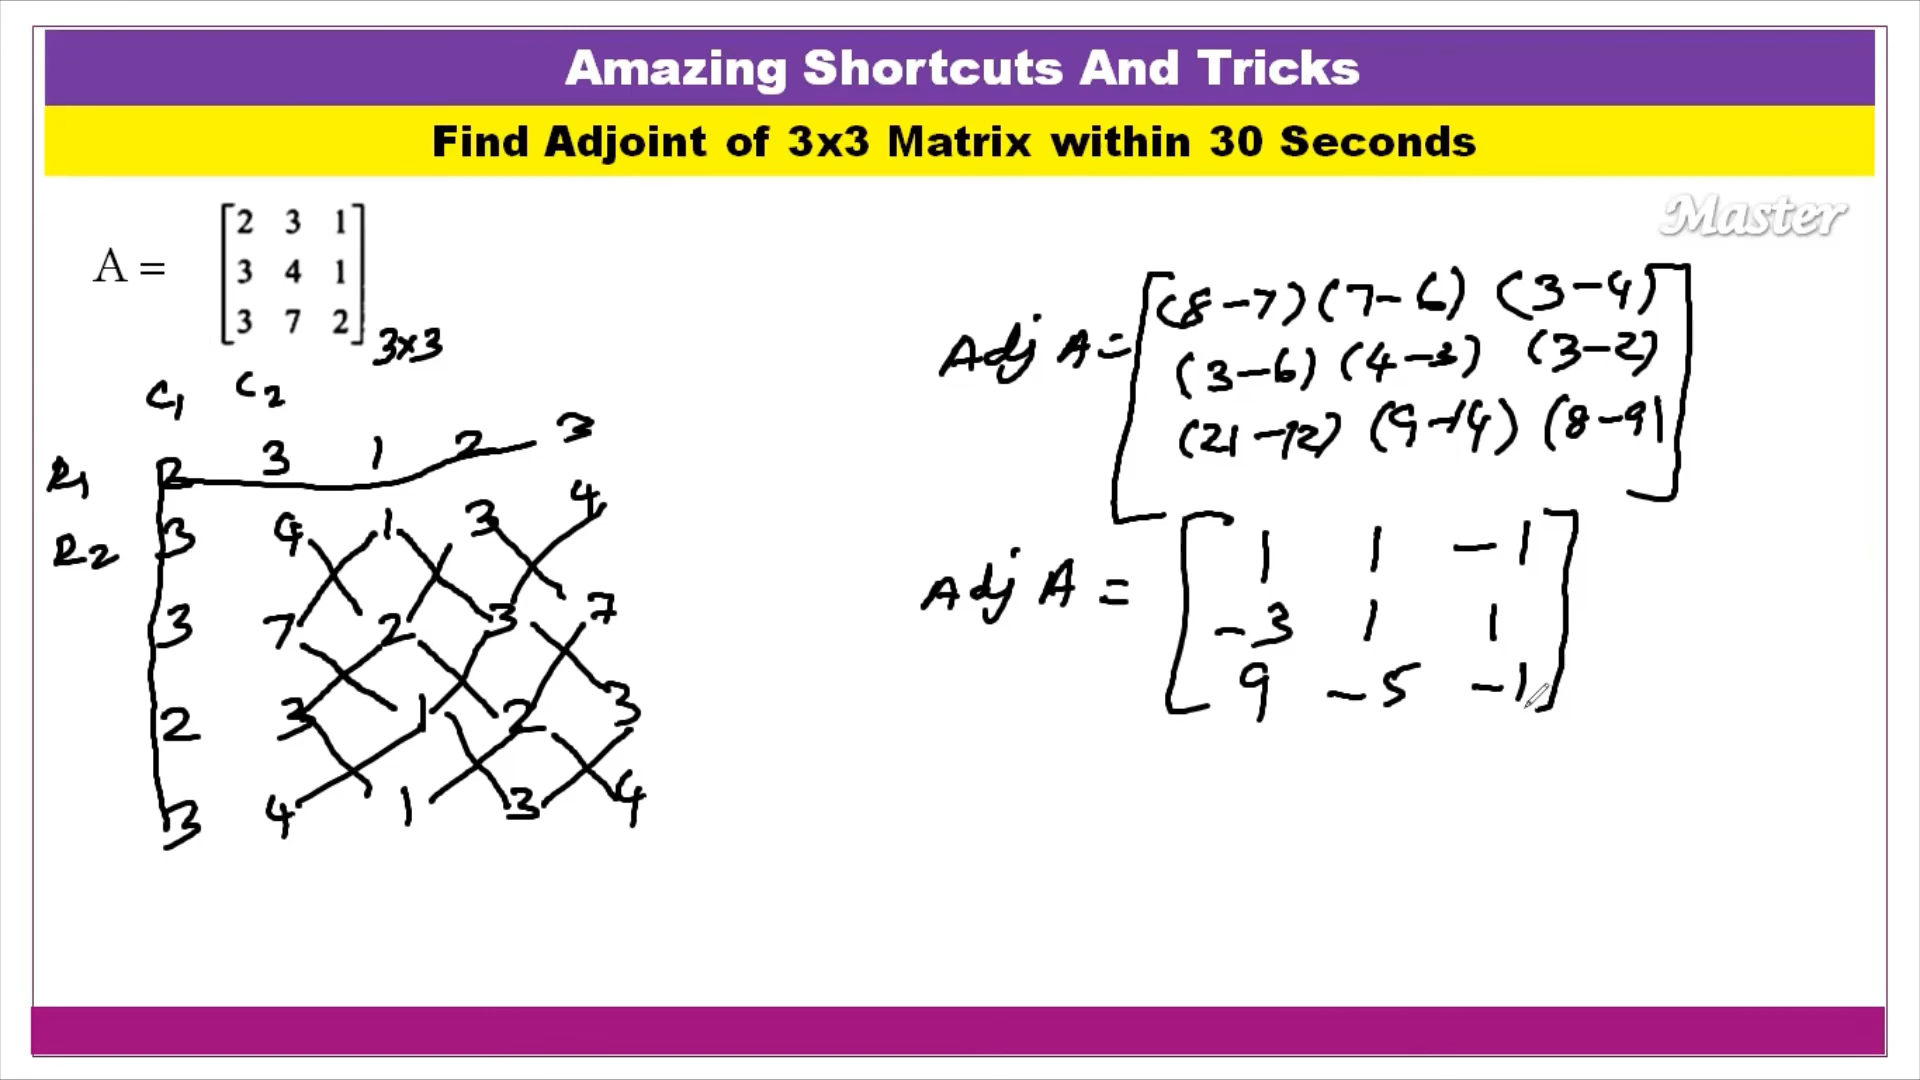 Amazing Shortcuts And Tricks
Find Adjoint of 3x3 Matrix within 30 Seconds
Master
A =
2 3 1
3 4 1
3 7 2
3×3
C1 C2
R1 2 3 1 2 3
R2 3 4 1 3 4
3 7 2 3 7
2 3 1 2 3
3 4 1 3 4
Adj A =
(8-7) (7-6) (3-4)
(3-6) (4-3) (3-2)
(21-12) (9-14) (8-9)
Adj A =
1 1 -1
-3 1 1
9 -5 -1